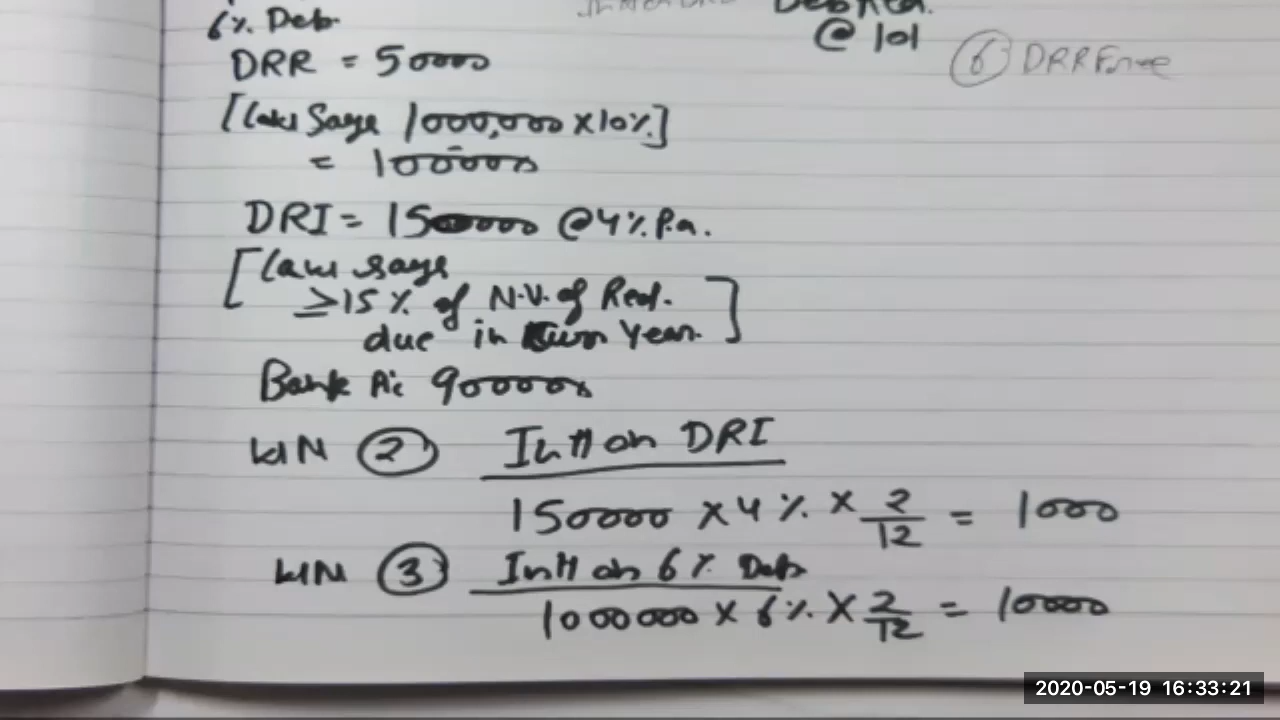 6% Deb.
@ 101
6 DRR Free
DRR = 50000
[Law Says 1000,000 x 10%]
= 100000
DRI = 150000 @ 4% P.a.
[Law says
≥ 15% of N.V. of Red.
due in Curr Year.]
Bank A/c 900000
WN 2 Intt on DRI
150000 x 4% x 2/12 = 1000
WN 3 Intt on 6% Deb
1000000 x 6% x 2/12 = 10000
2020-05-19 16:33:21